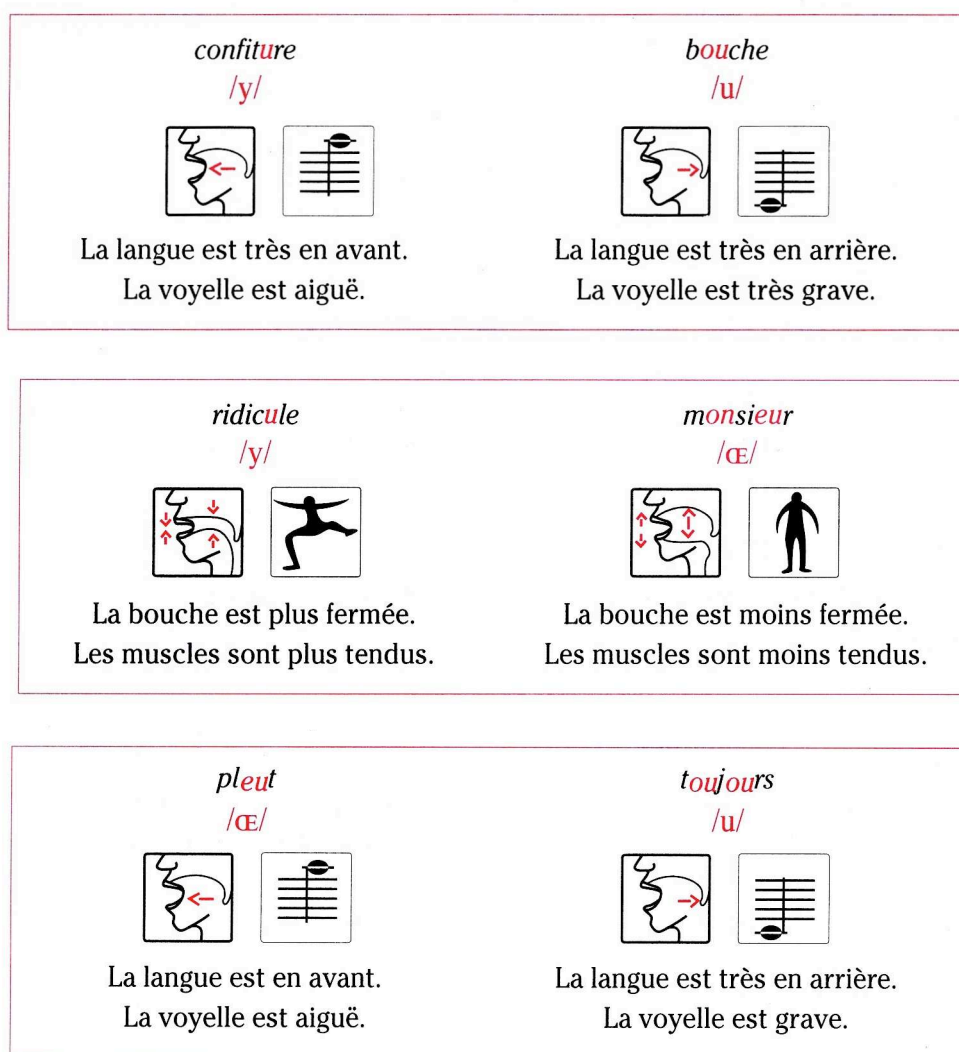 confiture
/y/
La langue est très en avant.
La voyelle est aiguë.
bouche
/u/
La langue est très en arrière.
La voyelle est très grave.
ridicule
/y/
La bouche est plus fermée.
Les muscles sont plus tendus.
monsieur
/Œ/
La bouche est moins fermée.
Les muscles sont moins tendus.
pleut
/Œ/
La langue est en avant.
La voyelle est aiguë.
toujours
/u/
La langue est très en arrière.
La voyelle est grave.